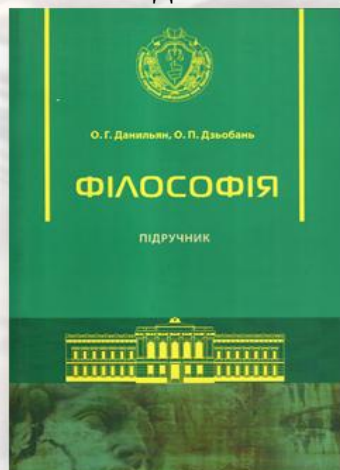 О. Г. Данильян, О. П. Дзьобань
ФІЛОСОФІЯ
ПІДРУЧНИК